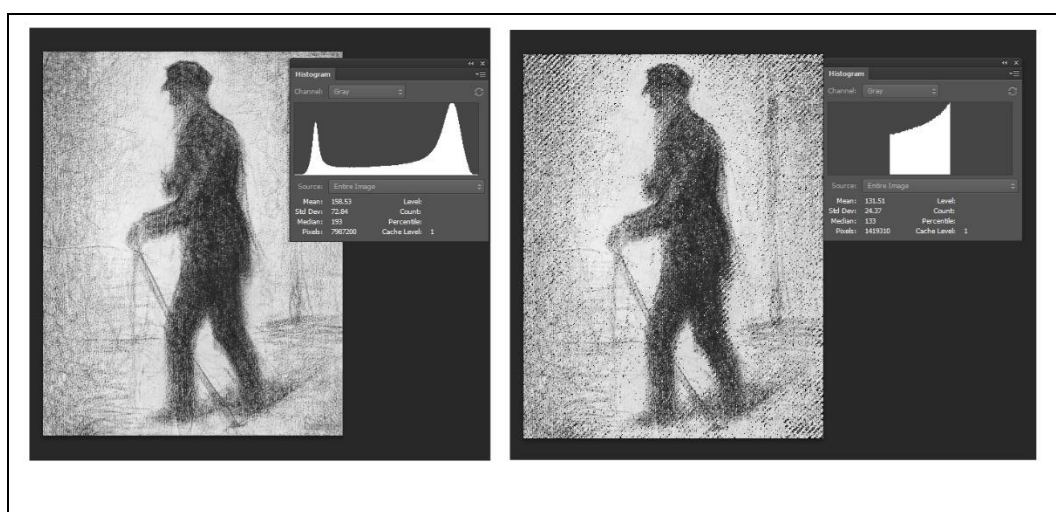 Histogram
Channel: Gray
Source: Entire Image
Mean: 158.53 Level:
Std Dev: 72.84 Count:
Median: 193 Percentile:
Pixels: 7987200 Cache Level: 1
Histogram
Channel: Gray
Source: Entire Image
Mean: 131.51 Level:
Std Dev: 24.37 Count:
Median: 133 Percentile:
Pixels: 1419310 Cache Level: 1